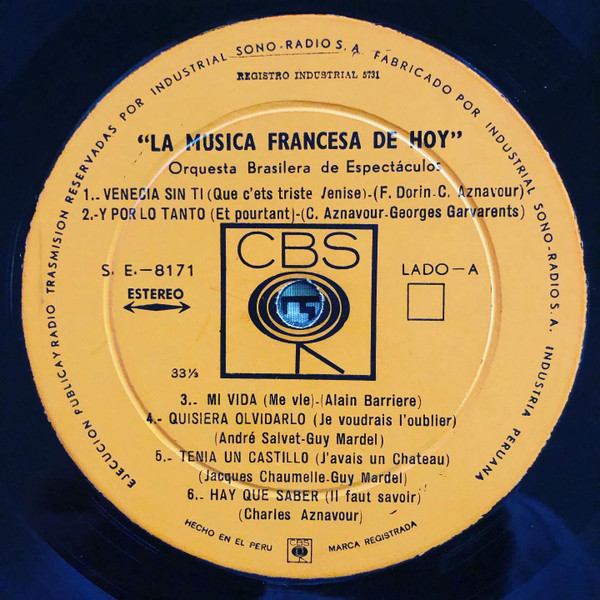 EJECUCION PUBLICA Y RADIO TRASMISION RESERVADAS POR INDUSTRIAL SONO-RADIO S. A. FABRICADO POR INDUSTRIAL SONO-RADIO S. A. INDUSTRIA PERUANA
REGISTRO INDUSTRIAL 5731
"LA MUSICA FRANCESA DE HOY"
Orquesta Brasilera de Espectáculos
1.- VENECIA SIN TI (Que c'ets triste Venise)-(F. Dorin-C. Aznavour)
2.-Y POR LO TANTO (Et pourtant)-(C. Aznavour-Georges Garvarents)
CBS
S. E.-8171
LADO-A
ESTEREO
33⅓
3.- MI VIDA (Me vie)-(Alain Barriere)
4.- QUISIERA OLVIDARLO (Je voudrais l'oublier)
(André Salvet-Guy Mardel)
5.- TENIA UN CASTILLO (J'avais un Chateau)
(Jacques Chaumelle-Guy Mardel)
6.- HAY QUE SABER (Il faut savoir)
(Charles Aznavour)
HECHO EN EL PERU
CBS
MARCA REGISTRADA